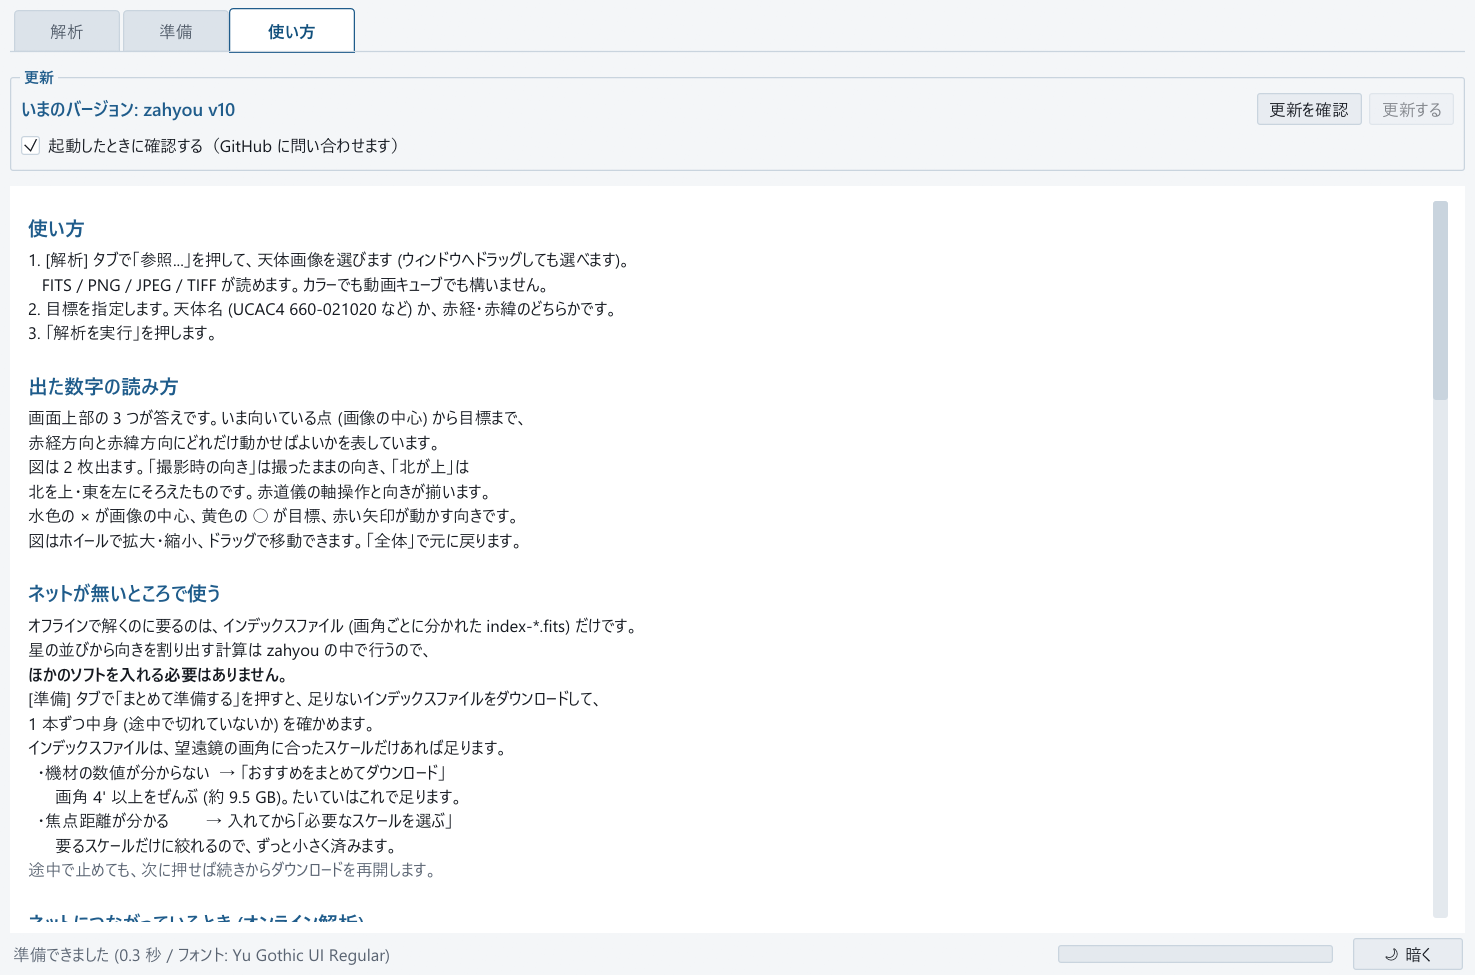 解析
準備
使い方
更新
いまのバージョン: zahyou v10
更新を確認
更新する
起動したときに確認する（GitHub に問い合わせます）
使い方
1. [解析] タブで「参照...」を押して、天体画像を選びます (ウィンドウへドラッグしても選べます)。
FITS / PNG / JPEG / TIFF が読めます。カラーでも動画キューブでも構いません。
2. 目標を指定します。天体名 (UCAC4 660-021020 など) か、赤経・赤緯のどちらかです。
3. 「解析を実行」を押します。
出た数字の読み方
画面上部の 3 つが答えです。いま向いている点 (画像の中心) から目標まで、
赤経方向と赤緯方向にどれだけ動かせばよいかを表しています。
図は 2 枚出ます。「撮影時の向き」は撮ったままの向き、「北が上」は
北を上・東を左にそろえたものです。赤道儀の軸操作と向きが揃います。
水色の × が画像の中心、黄色の ○ が目標、赤い矢印が動かす向きです。
図はホイールで拡大・縮小、ドラッグで移動できます。「全体」で元に戻ります。
ネットが無いところで使う
オフラインで解くのに要るのは、インデックスファイル (画角ごとに分かれた index-*.fits) だけです。
星の並びから向きを割り出す計算は zahyou の中で行うので、
ほかのソフトを入れる必要はありません。
[準備] タブで「まとめて準備する」を押すと、足りないインデックスファイルをダウンロードして、
1 本ずつ中身 (途中で切れていないか) を確かめます。
インデックスファイルは、望遠鏡の画角に合ったスケールだけあれば足ります。
・機材の数値が分からない → 「おすすめをまとめてダウンロード」
画角 4' 以上をぜんぶ (約 9.5 GB)。たいていはこれで足ります。
・焦点距離が分かる → 入れてから「必要なスケールを選ぶ」
要るスケールだけに絞れるので、ずっと小さく済みます。
途中で止めても、次に押せば続きからダウンロードを再開します。
ネットにつながっているとき (オンライン解析)
準備できました (0.3 秒 / フォント: Yu Gothic UI Regular)
暗く